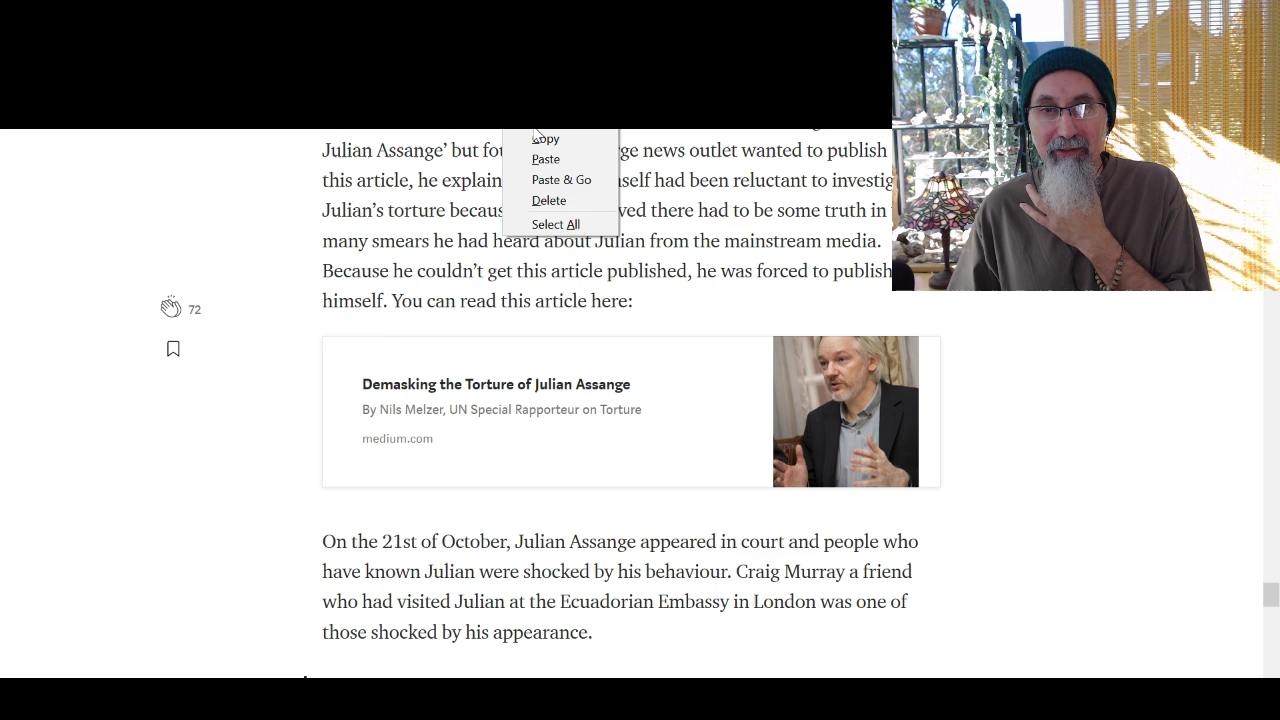 Copy
Julian Assange’ but fou rge news outlet wanted to publish
Paste
this article, he explain nself had been reluctant to investig
Paste & Go
Julian’s torture becaus ved there had to be some truth in
Delete
Select All
many smears he had heard about Julian from the mainstream media.
Because he couldn’t get this article published, he was forced to publish
himself. You can read this article here:
72
Demasking the Torture of Julian Assange
By Nils Melzer, UN Special Rapporteur on Torture
medium.com
On the 21st of October, Julian Assange appeared in court and people who
have known Julian were shocked by his behaviour. Craig Murray a friend
who had visited Julian at the Ecuadorian Embassy in London was one of
those shocked by his appearance.